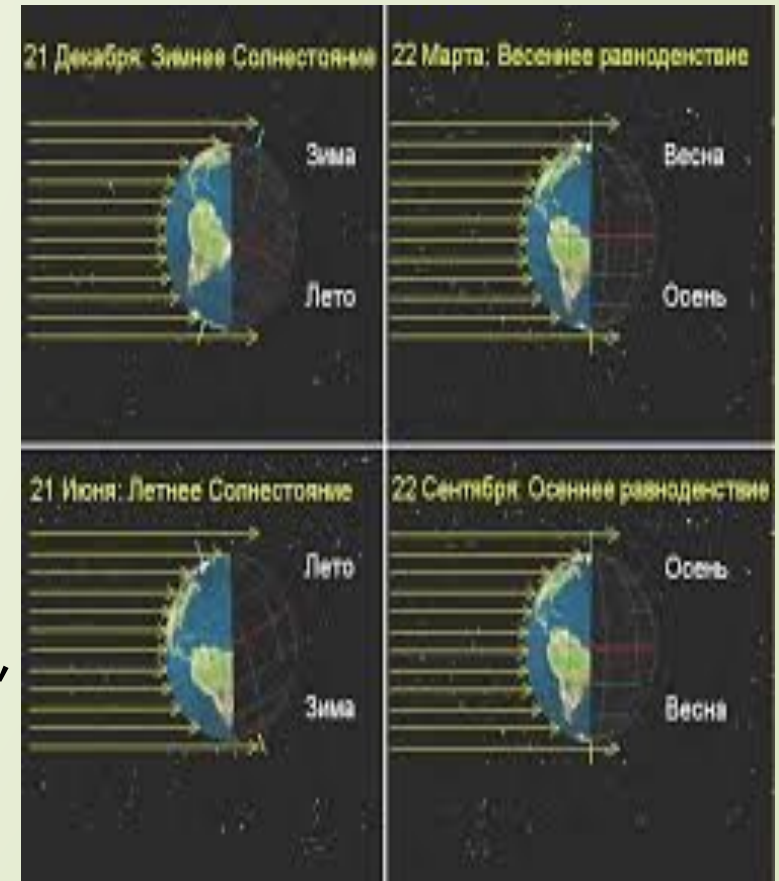 21 Декабря: Зимнее Солнестояние
Зима
Лето
22 Марта: Весеннее равноденствие
Весна
Осень
21 Июня: Летнее Солнестояние
Лето
Зима
22 Сентября: Осеннее равноденствие
Осень
Весна